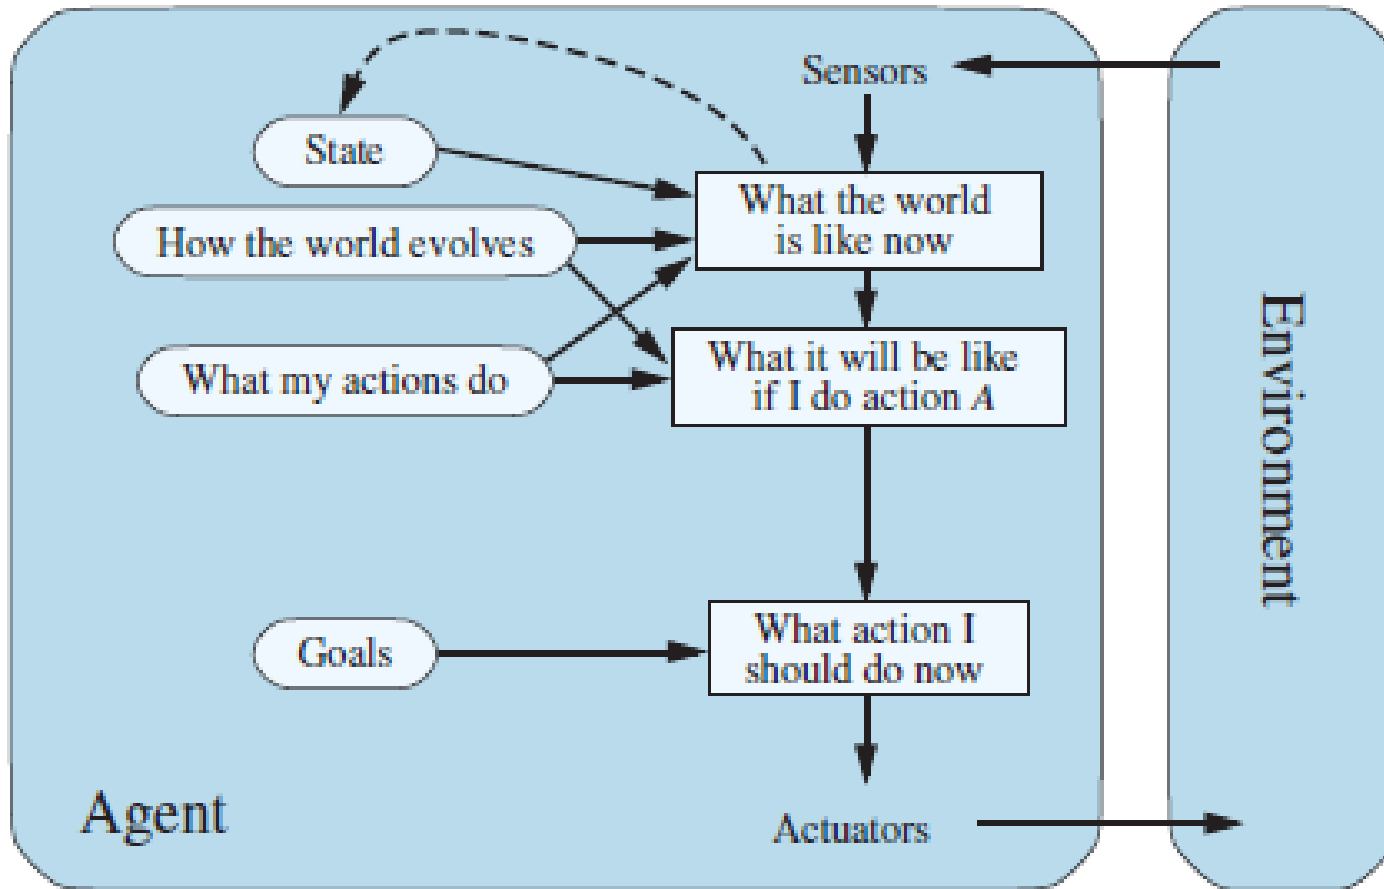 Sensors
State
What the world
is like now
How the world evolves
What my actions do
What it will be like
if I do action A
Goals
What action I
should do now
Agent
Actuators
Environment